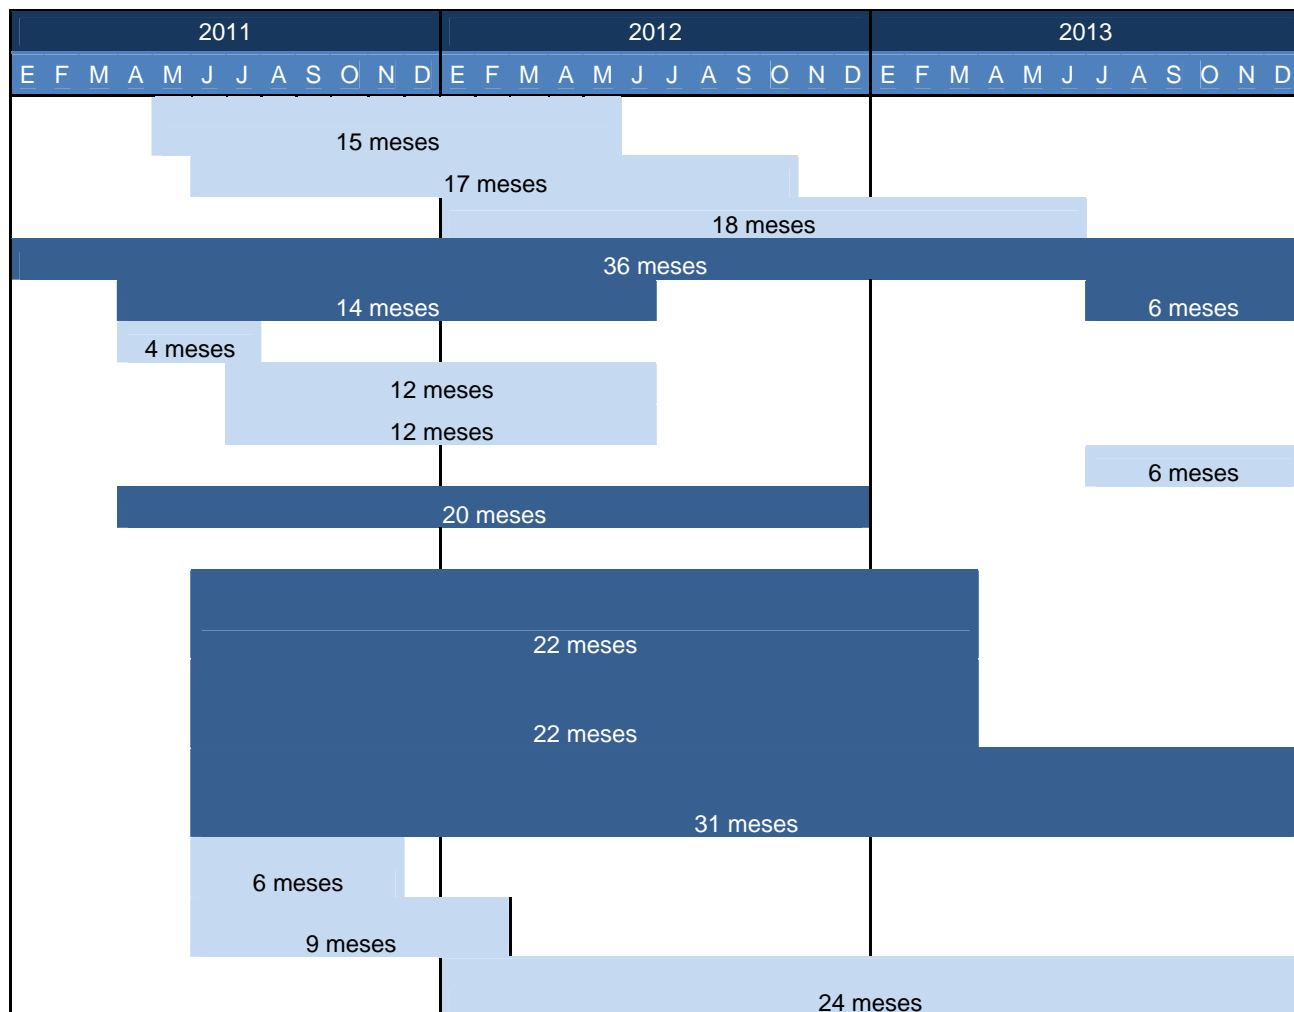 2011 2012 2013
E F M A M J J A S O N D E F M A M J J A S O N D E F M A M J J A S O N D
15 meses
17 meses
18 meses
36 meses
14 meses 6 meses
4 meses
12 meses
12 meses
6 meses
20 meses
22 meses
22 meses
31 meses
6 meses
9 meses
24 meses